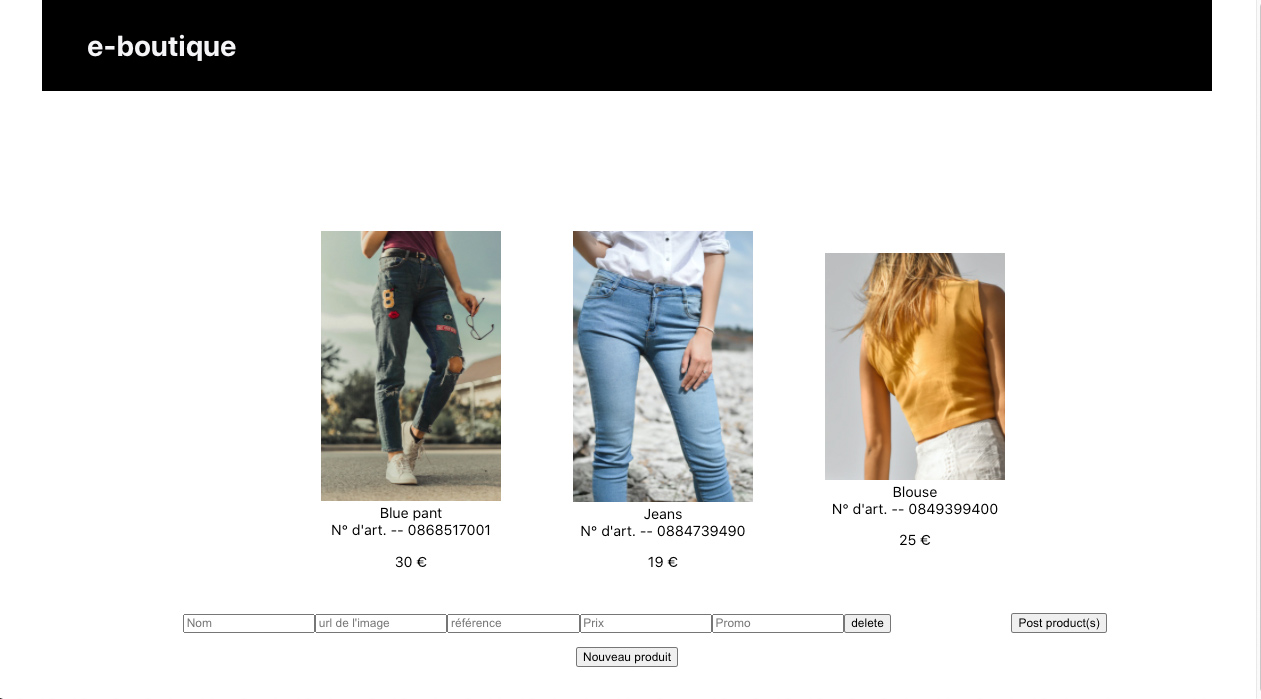 e-boutique
Blue pant
N° d'art. -- 0868517001
30 €
Jeans
N° d'art. -- 0884739490
19 €
Blouse
N° d'art. -- 0849399400
25 €
Nom url de l'image référence Prix Promo delete Post product(s)
Nouveau produit